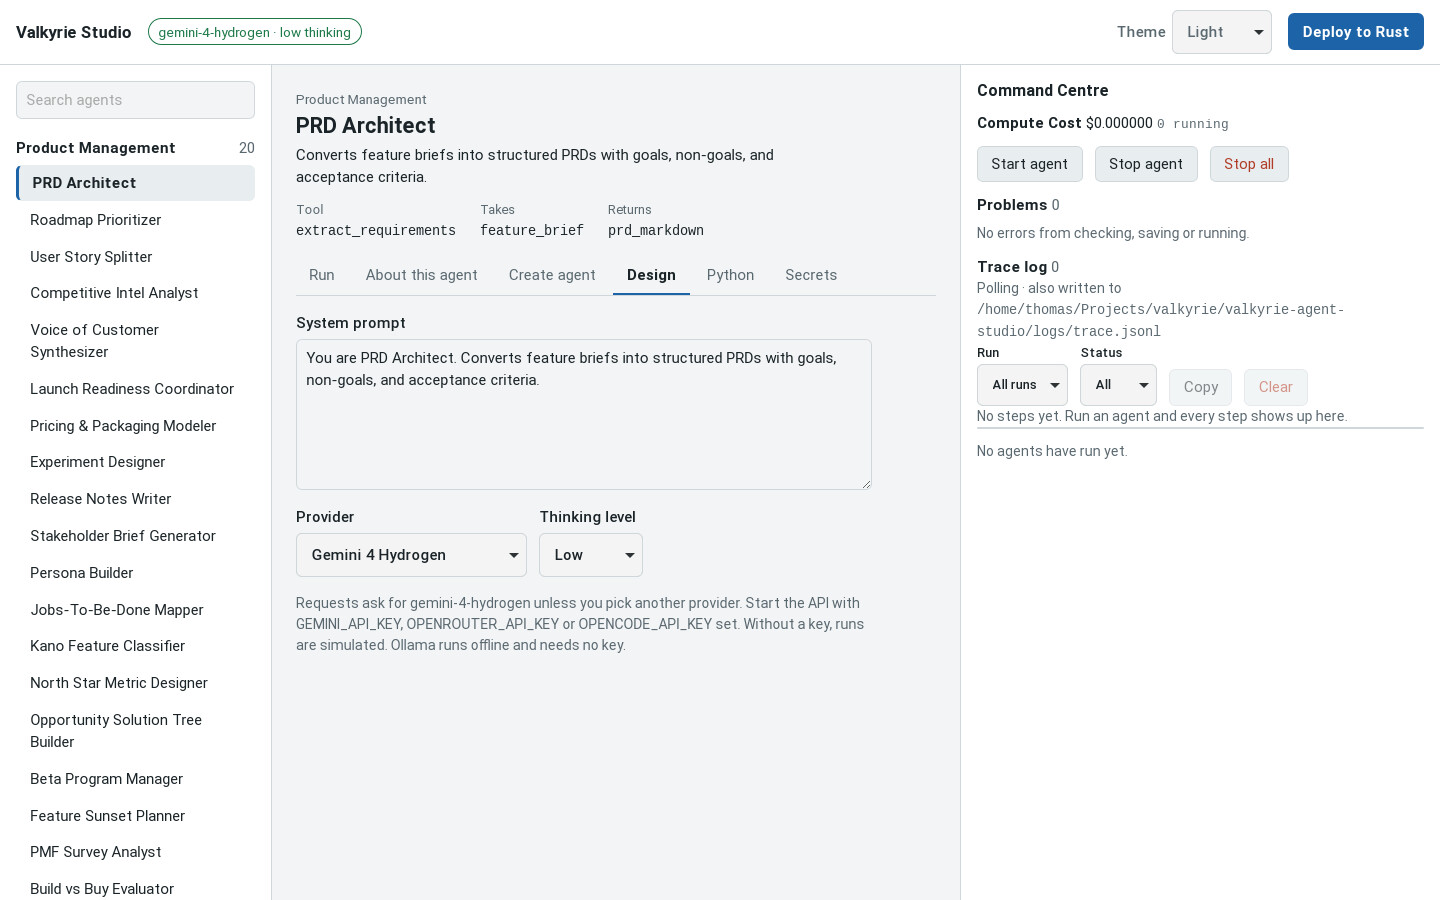 Valkyrie Studio
gemini-4-hydrogen · low thinking
Theme
Light
Deploy to Rust
Search agents
Product Management 20
PRD Architect
Roadmap Prioritizer
User Story Splitter
Competitive Intel Analyst
Voice of Customer
Synthesizer
Launch Readiness Coordinator
Pricing & Packaging Modeler
Experiment Designer
Release Notes Writer
Stakeholder Brief Generator
Persona Builder
Jobs-To-Be-Done Mapper
Kano Feature Classifier
North Star Metric Designer
Opportunity Solution Tree
Builder
Beta Program Manager
Feature Sunset Planner
PMF Survey Analyst
Build vs Buy Evaluator
Product Management
PRD Architect
Converts feature briefs into structured PRDs with goals, non-goals, and
acceptance criteria.
Tool Takes Returns
extract_requirements feature_brief prd_markdown
Run About this agent Create agent Design Python Secrets
System prompt
You are PRD Architect. Converts feature briefs into structured PRDs with goals,
non-goals, and acceptance criteria.
Provider Thinking level
Gemini 4 Hydrogen Low
Requests ask for gemini-4-hydrogen unless you pick another provider. Start the API with
GEMINI_API_KEY, OPENROUTER_API_KEY or OPENCODE_API_KEY set. Without a key, runs
are simulated. Ollama runs offline and needs no key.
Command Centre
Compute Cost $0.000000 0 running
Start agent Stop agent Stop all
Problems 0
No errors from checking, saving or running.
Trace log 0
Polling · also written to
/home/thomas/Projects/valkyrie/valkyrie-agent-
studio/logs/trace.jsonl
Run Status
All runs All Copy Clear
No steps yet. Run an agent and every step shows up here.
No agents have run yet.